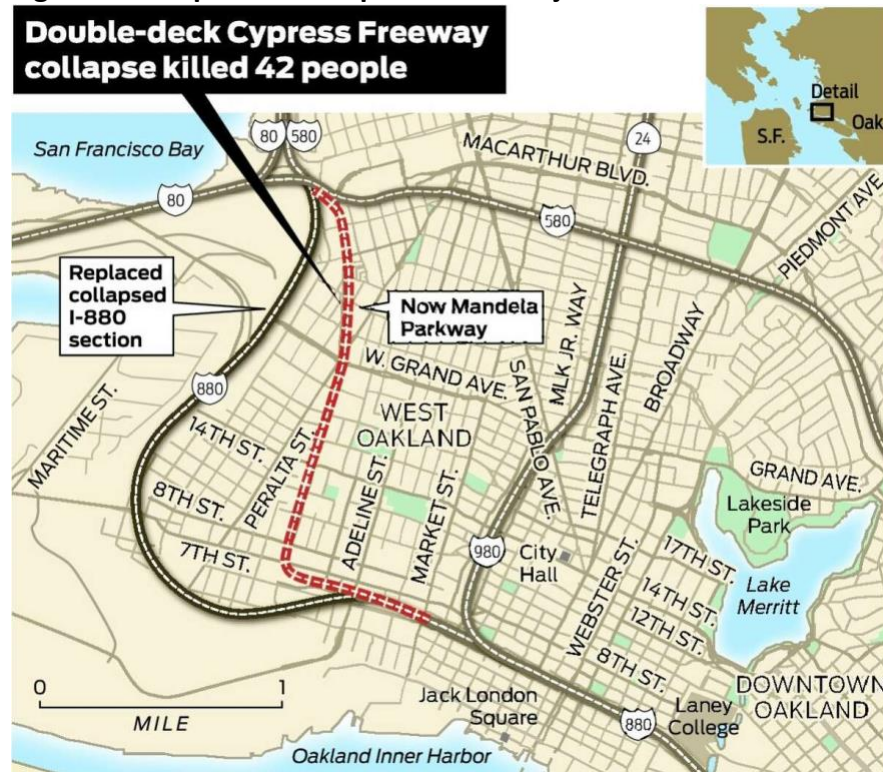 Double-deck Cypress Freeway
collapse killed 42 people
Detail
S.F.
Oak
San Francisco Bay
80
580
24
MACARTHUR BLVD.
80
580
PIEDMONT AVE.
Replaced
collapsed
I-880
section
Now Mandela
Parkway
MLK JR. WAY
BROADWAY
W. GRAND AVE.
SAN PABLO AVE.
TELEGRAPH AVE.
880
MARITIME ST.
WEST
OAKLAND
14TH ST.
PERALTA ST.
GRAND AVE.
8TH ST.
ADELINE ST.
MARKET ST.
Lakeside
Park
7TH ST.
980
City
Hall
WEBSTER ST.
17TH ST.
Lake
Merritt
14TH ST.
12TH ST.
8TH ST.
0
1
MILE
Jack London
Square
880
Laney
College
DOWNTOWN
OAKLAND
Oakland Inner Harbor